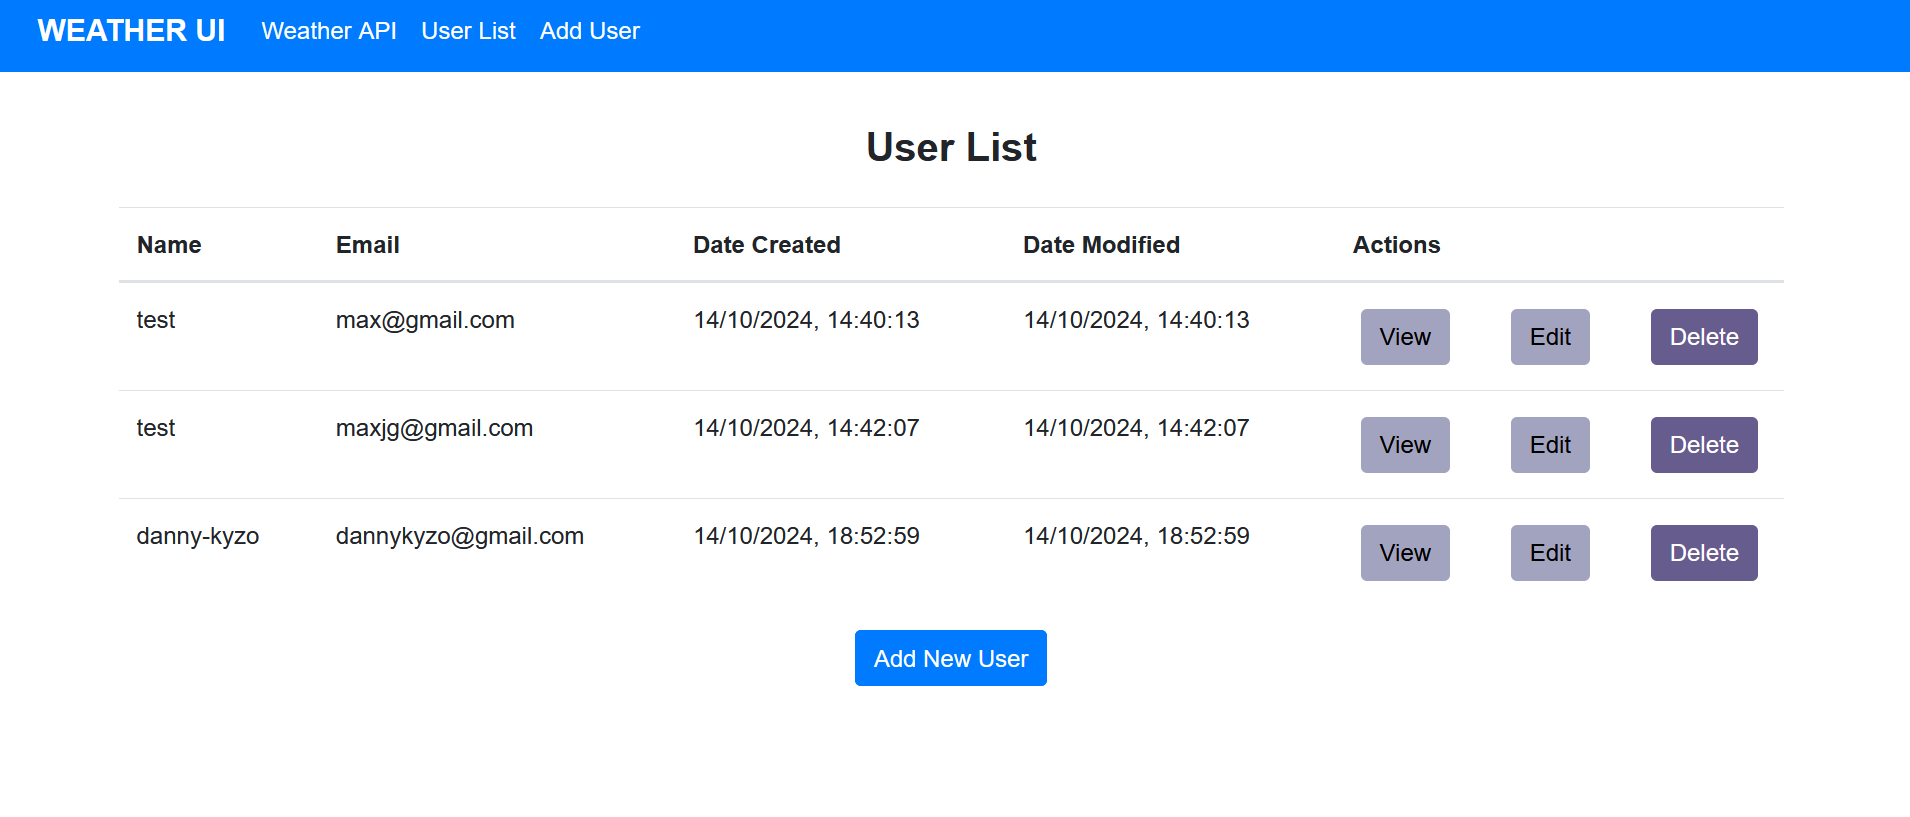 WEATHER UI Weather API User List Add User
User List
Name Email Date Created Date Modified Actions
test max@gmail.com 14/10/2024, 14:40:13 14/10/2024, 14:40:13 View Edit Delete
test maxjg@gmail.com 14/10/2024, 14:42:07 14/10/2024, 14:42:07 View Edit Delete
danny-kyzo dannykyzo@gmail.com 14/10/2024, 18:52:59 14/10/2024, 18:52:59 View Edit Delete
Add New User